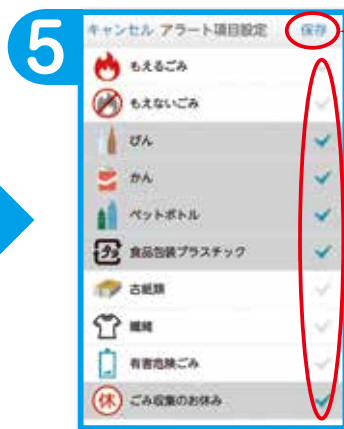 5
キャンセル アラート項目設定 保存
もえるごみ
もえないごみ
びん
かん
ペットボトル
プラ 食品包装プラスチック
古紙類
繊維
有害危険ごみ
休 ごみ収集のお休み